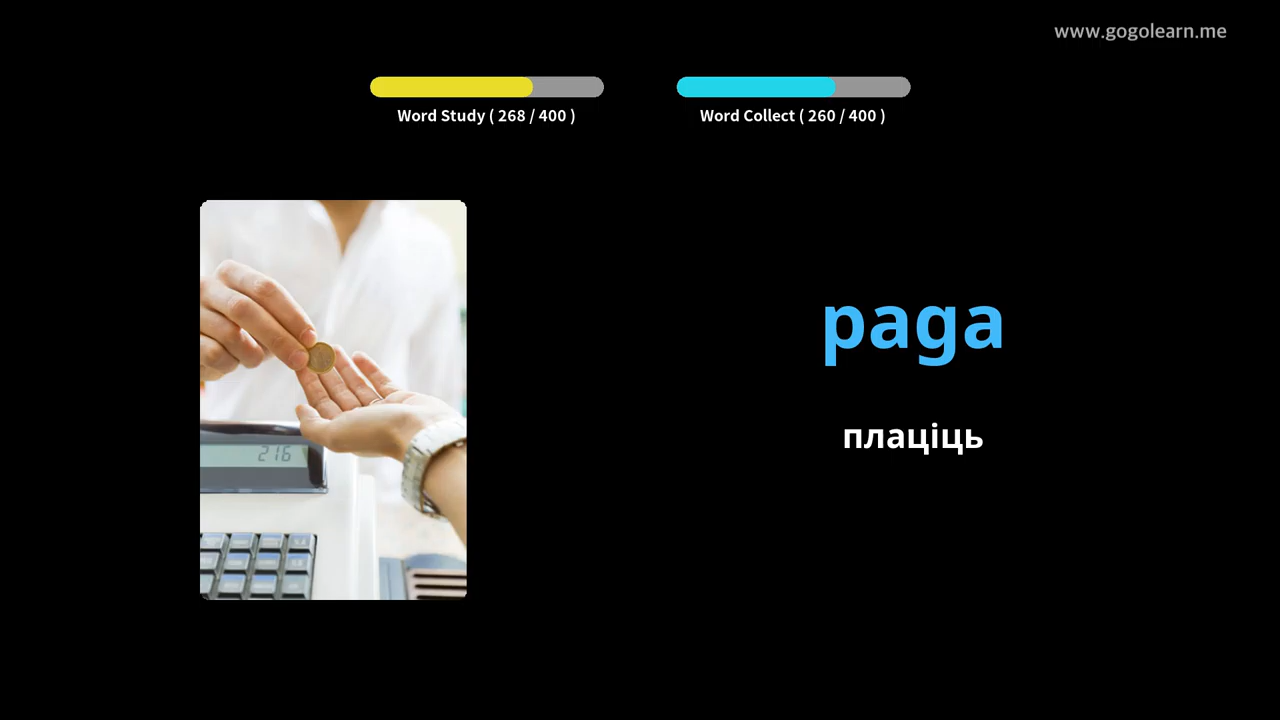 www.gogolearn.me
Word Study ( 268 / 400 )
Word Collect ( 260 / 400 )
paga
плаціць
216